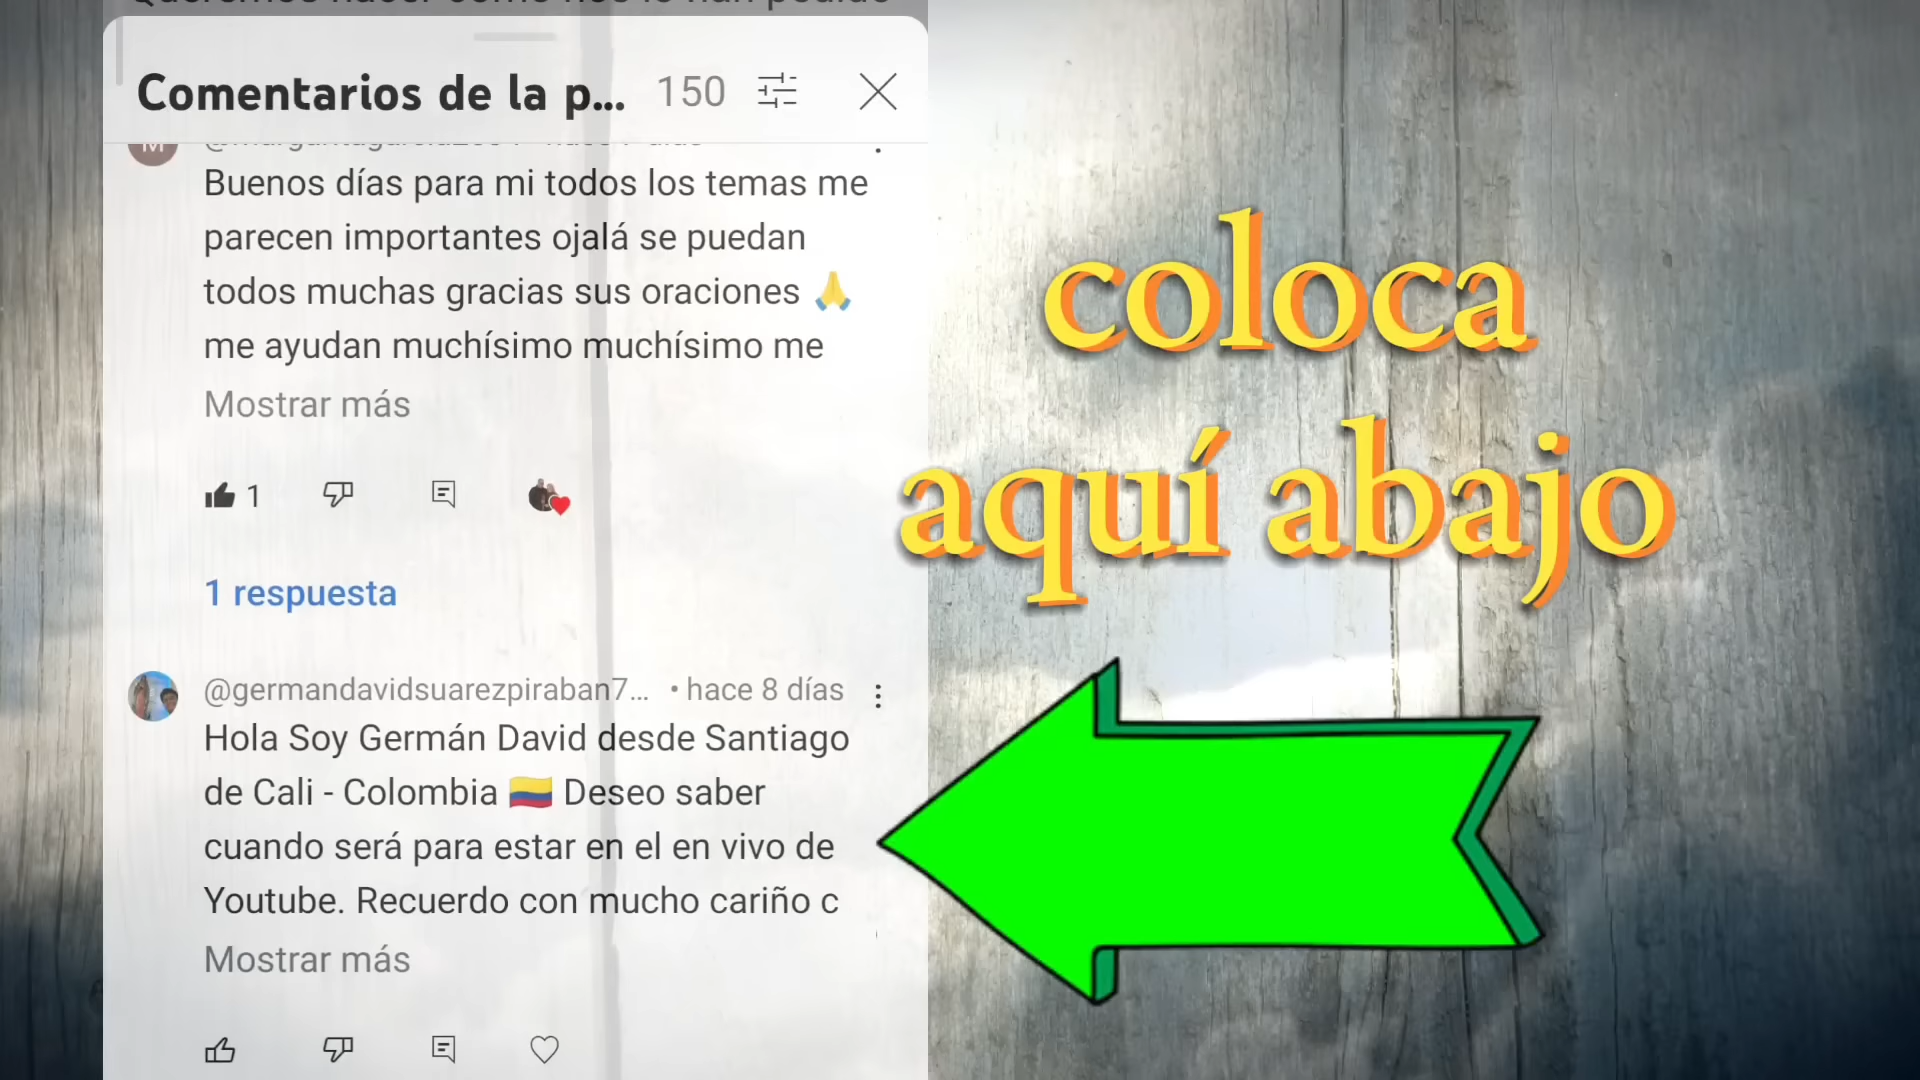 Comentarios de la p... 150
Buenos días para mi todos los temas me
parecen importantes ojalá se puedan
todos muchas gracias sus oraciones 🙏
me ayudan muchísimo muchísimo me
Mostrar más
1
1 respuesta
@germandavidsuarezpiraban7... • hace 8 días
Hola Soy Germán David desde Santiago
de Cali - Colombia 🇨🇴 Deseo saber
cuando será para estar en el en vivo de
Youtube. Recuerdo con mucho cariño c
Mostrar más
coloca
aquí abajo